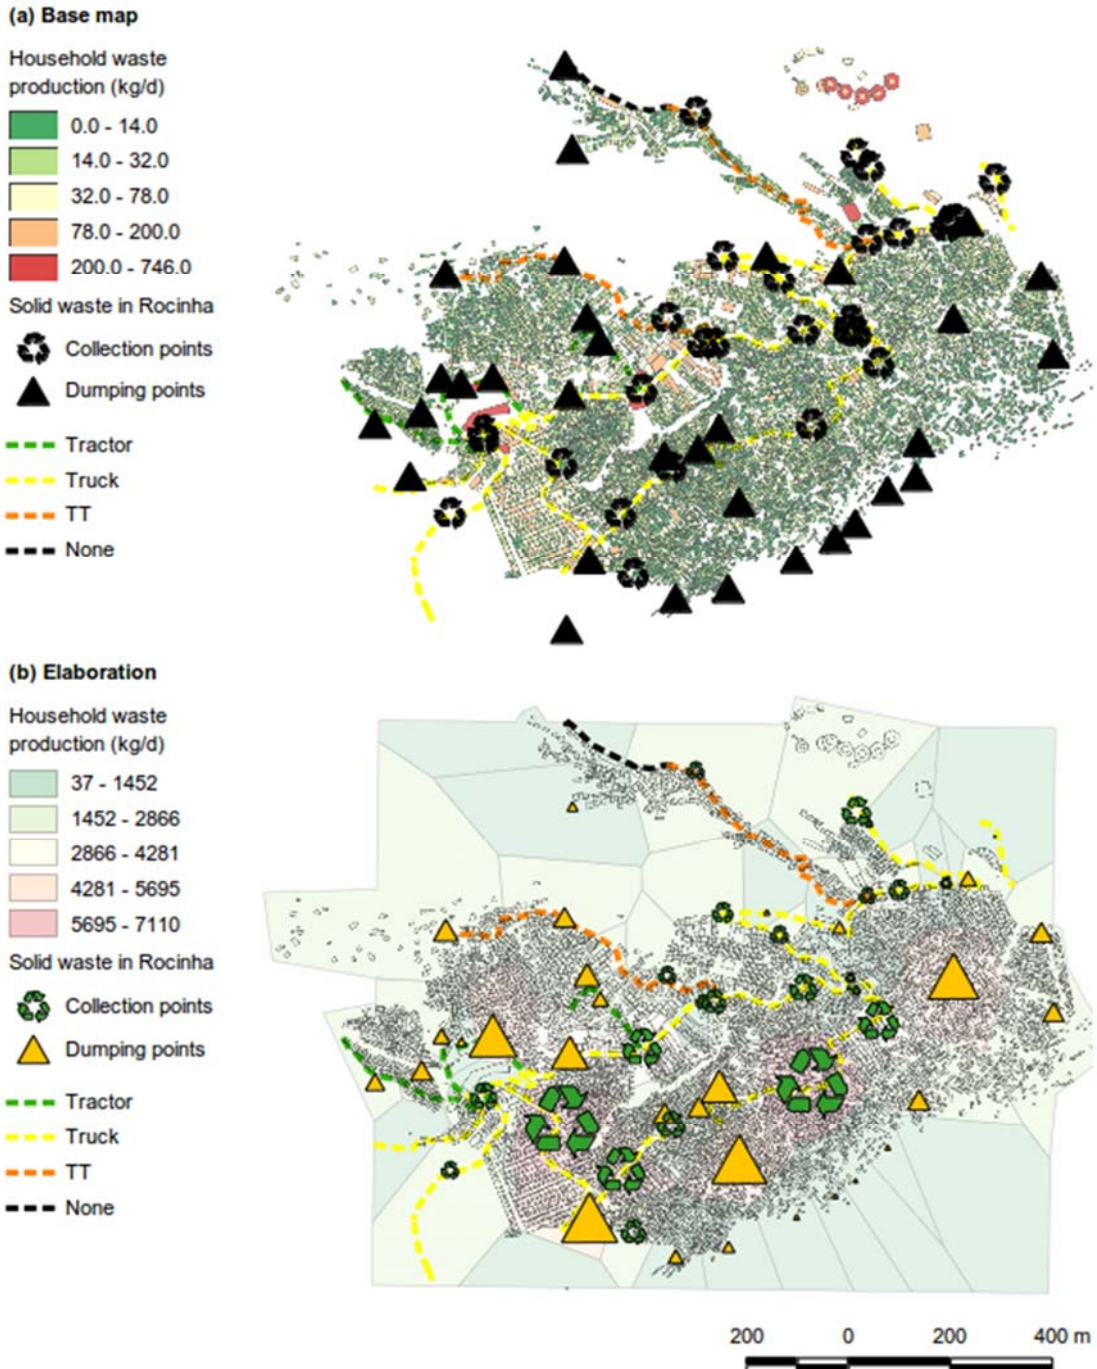 (a) Base map
Household waste
production (kg/d)
0.0 - 14.0
14.0 - 32.0
32.0 - 78.0
78.0 - 200.0
200.0 - 746.0
Solid waste in Rocinha
Collection points
Dumping points
Tractor
Truck
TT
None
(b) Elaboration
Household waste
production (kg/d)
37 - 1452
1452 - 2866
2866 - 4281
4281 - 5695
5695 - 7110
Solid waste in Rocinha
Collection points
Dumping points
Tractor
Truck
TT
None
200 0 200 400 m